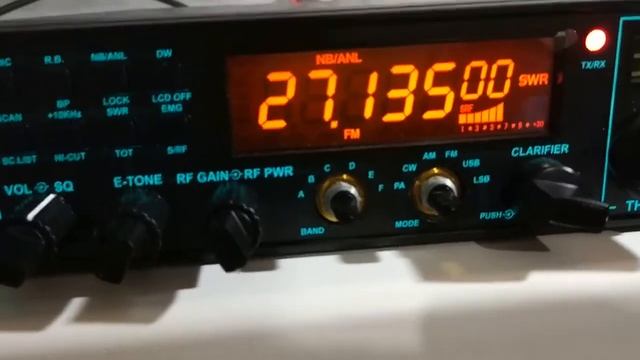 R.B. NB/ANL DW
NB/ANL
27.13500 SWR
FM
TX/RX
SCAN BP +10KHz LOCK SWR LCD OFF EMG
SC LIST HI-CUT TOT S/RF
VOL SQ E-TONE RF GAIN RF PWR
A B C D E F
BAND
PA CW AM FM USB LSB
MODE
CLARIFIER
PUSH
TH